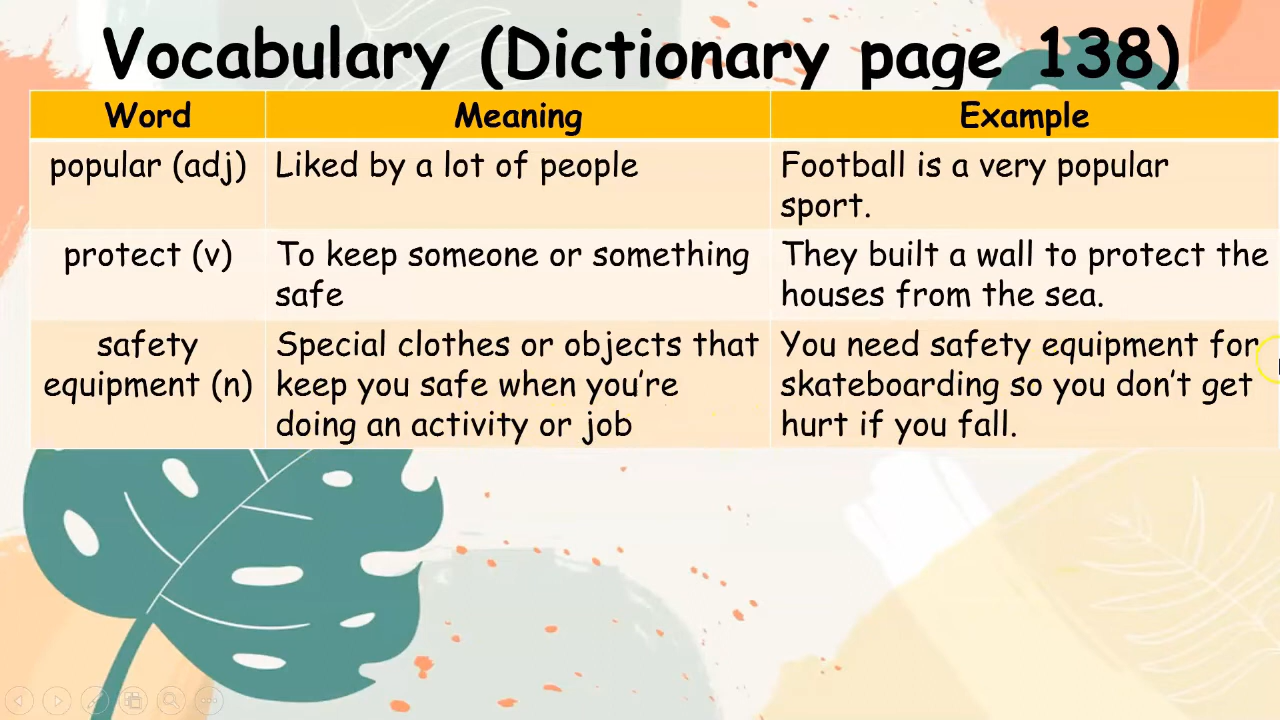 Vocabulary (Dictionary page 138)
Word Meaning Example
popular (adj) Liked by a lot of people Football is a very popular
sport.
protect (v) To keep someone or something They built a wall to protect the
safe houses from the sea.
safety Special clothes or objects that You need safety equipment for
equipment (n) keep you safe when you’re skateboarding so you don’t get
doing an activity or job hurt if you fall.